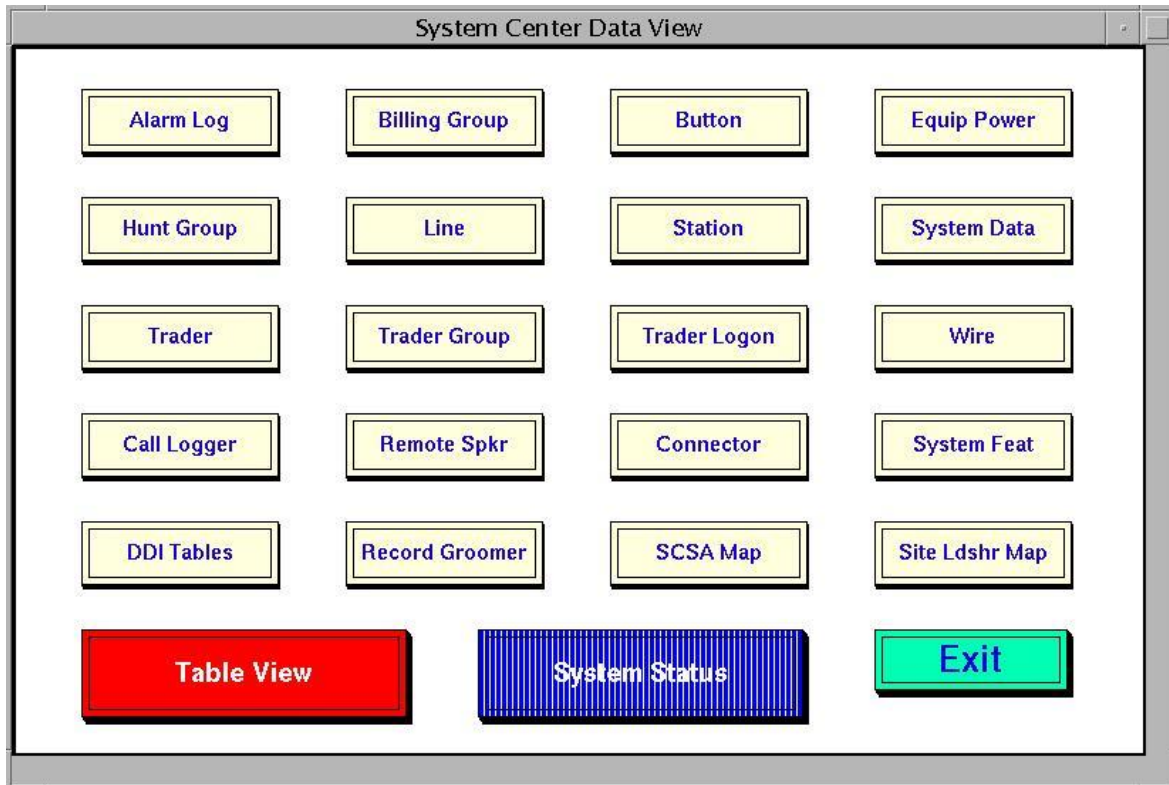 System Center Data View
Alarm Log
Billing Group
Button
Equip Power
Hunt Group
Line
Station
System Data
Trader
Trader Group
Trader Logon
Wire
Call Logger
Remote Spkr
Connector
System Feat
DDI Tables
Record Groomer
SCSA Map
Site Ldshr Map
Table View
System Status
Exit